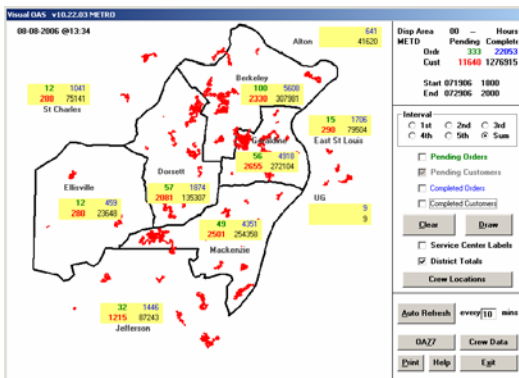 Visual OAS v10.22.03 METRO
08-08-2006 @13:34
Alton
641
41620
Berkeley
100 5608
2330 307981
12 1041
280 75141
St Charles
15 1706
290 79504
East St Louis
Geraldine
56 4918
2655 272104
Dorsett
57 1874
2081 135307
Ellisville
12 459
280 23648
UG
9
9
49 4351
2501 254358
Mackenzie
32 1446
1215 87243
Jefferson
Disp Area 00 -- Hours
METD Pending Complete
Ordr 333 22053
Cust 11640 1276915
Start 071906 1800
End 072906 2000
Interval
1st 2nd 3rd
4th 5th Sum
Pending Orders
Pending Customers
Completed Orders
Completed Customers
Clear Draw
Service Center Labels
District Totals
Crew Locations
Auto Refresh every 10 mins
OAZ7 Crew Data
Print Help Exit